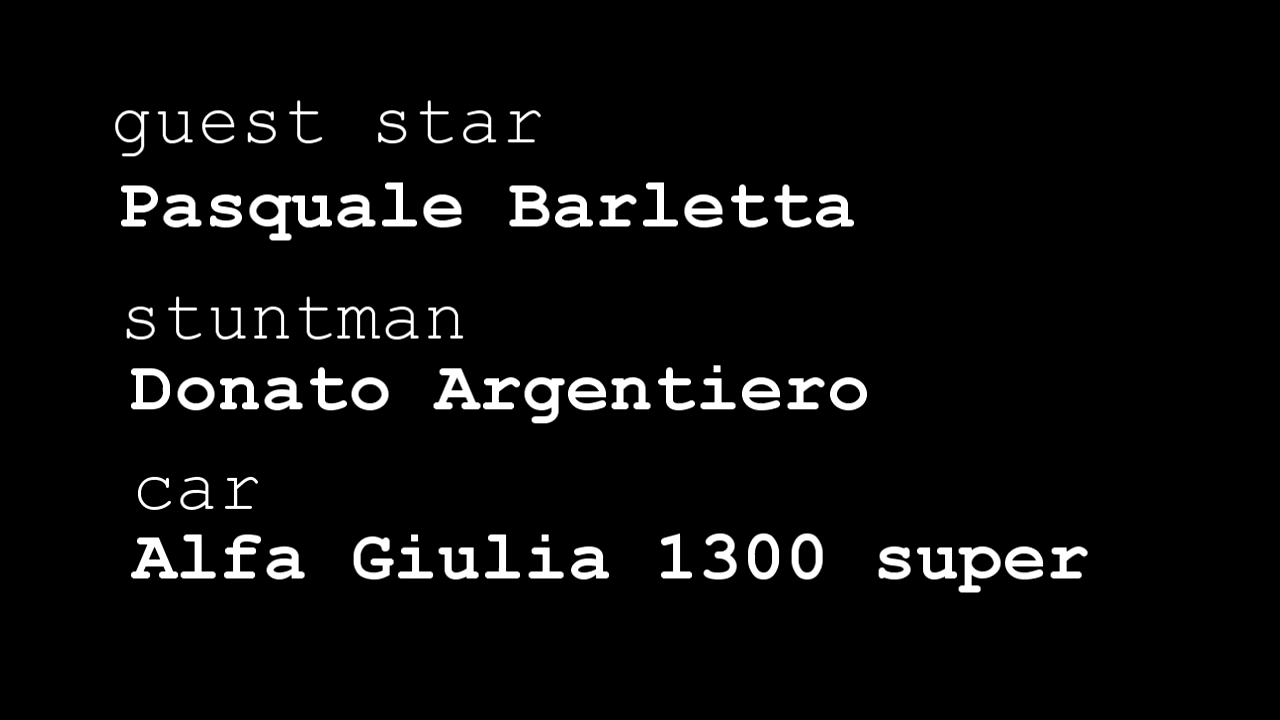 guest star
Pasquale Barletta
stuntman
Donato Argentiero
car
Alfa Giulia 1300 super